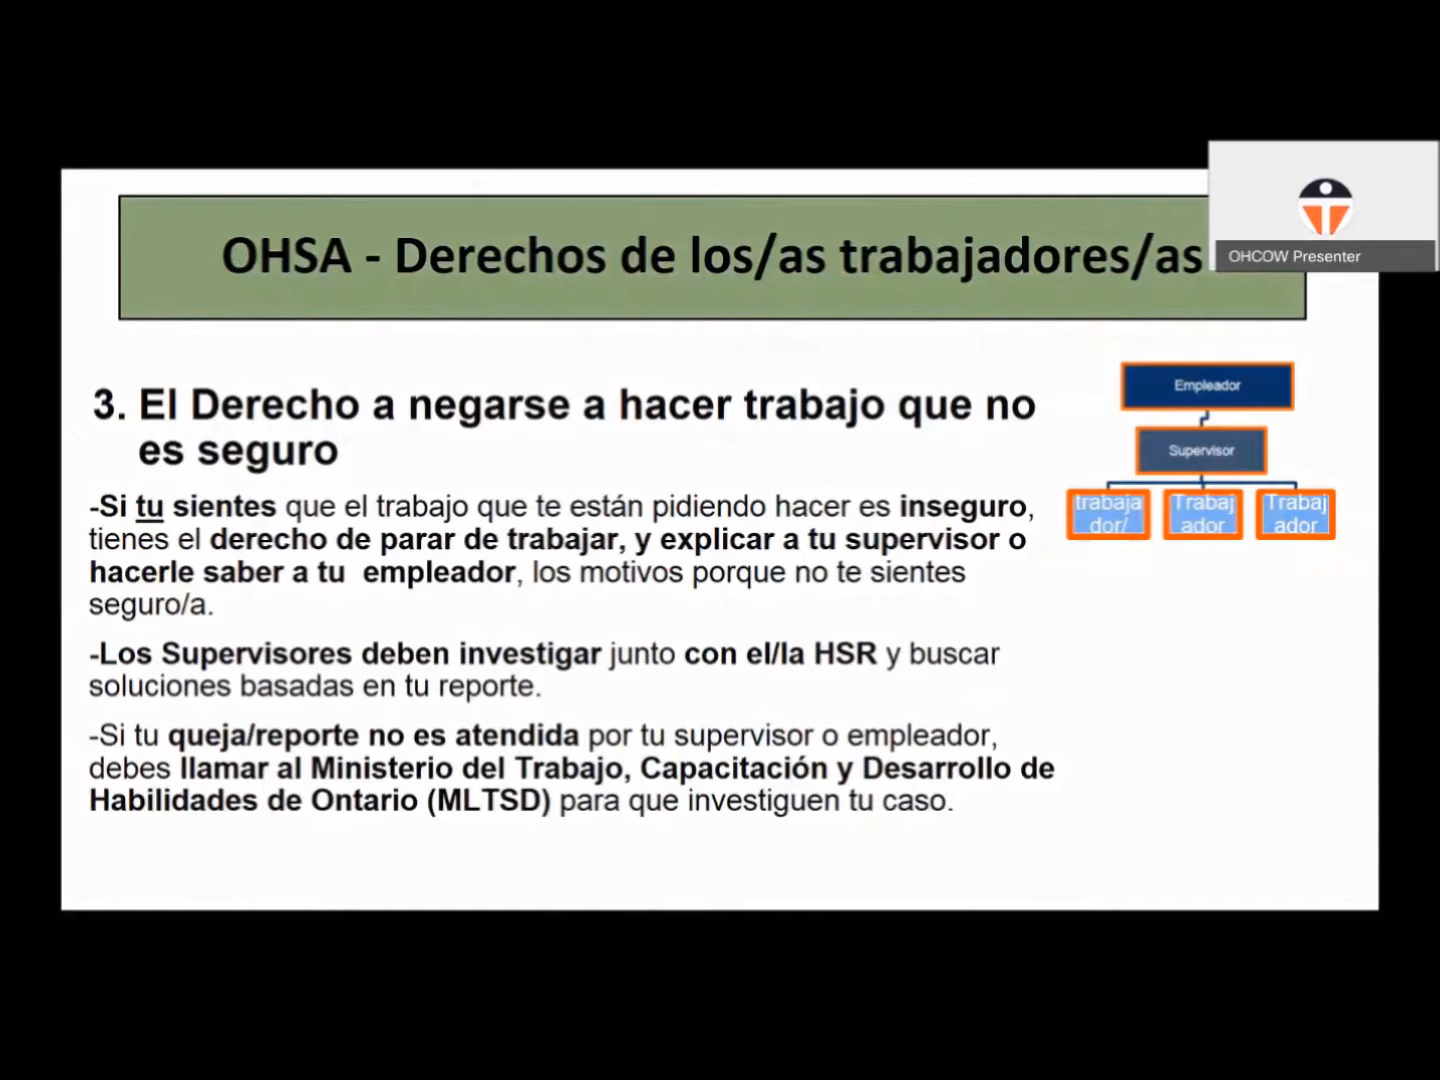 OHSA - Derechos de los/as trabajadores/as
OHCOW Presenter
3. El Derecho a negarse a hacer trabajo que no
es seguro
-Si tu sientes que el trabajo que te están pidiendo hacer es inseguro,
tienes el derecho de parar de trabajar, y explicar a tu supervisor o
hacerle saber a tu empleador, los motivos porque no te sientes
seguro/a.
-Los Supervisores deben investigar junto con el/la HSR y buscar
soluciones basadas en tu reporte.
-Si tu queja/reporte no es atendida por tu supervisor o empleador,
debes llamar al Ministerio del Trabajo, Capacitación y Desarrollo de
Habilidades de Ontario (MLTSD) para que investiguen tu caso.
Empleador
Supervisor
trabaja
dor/
Trabaj
ador
Trabaj
ador